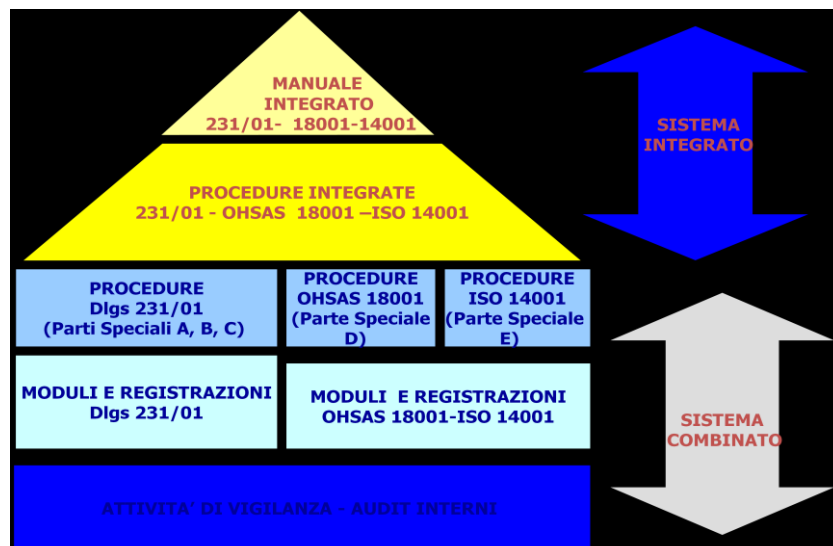 MANUALE
INTEGRATO
231/01- 18001-14001
SISTEMA
INTEGRATO
PROCEDURE INTEGRATE
231/01 - OHSAS 18001 –ISO 14001
PROCEDURE
Dlgs 231/01
(Parti Speciali A, B, C)
PROCEDURE
OHSAS 18001
(Parte Speciale
D)
PROCEDURE
ISO 14001
(Parte Speciale
E)
MODULI E REGISTRAZIONI
Dlgs 231/01
MODULI E REGISTRAZIONI
OHSAS 18001-ISO 14001
SISTEMA
COMBINATO
ATTIVITA’ DI VIGILANZA - AUDIT INTERNI